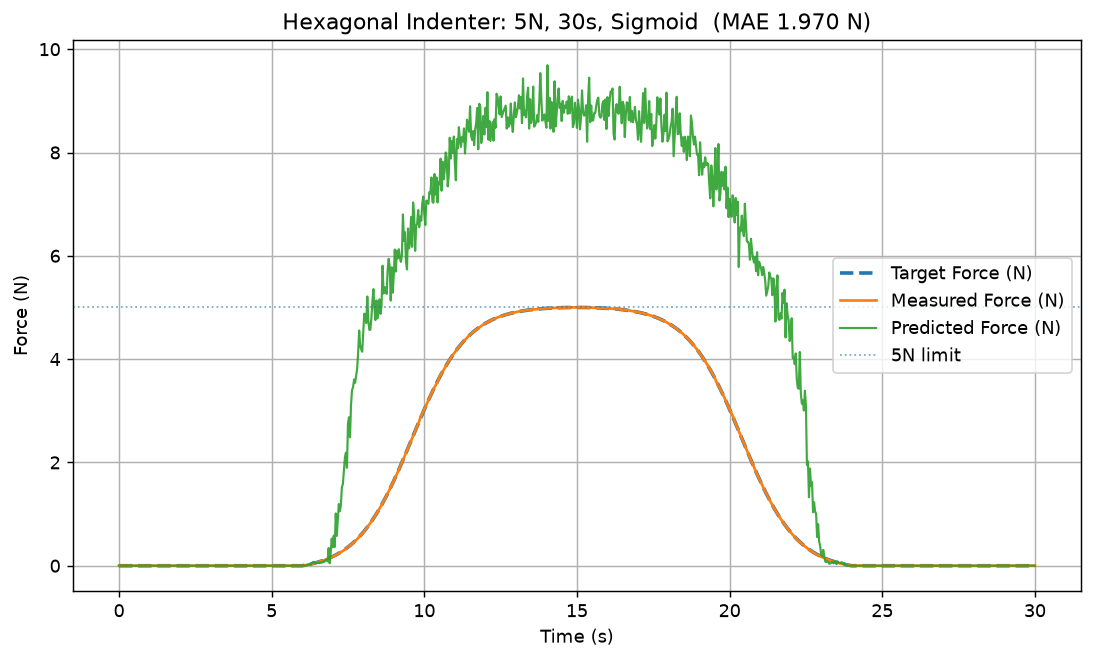 Hexagonal Indenter: 5N, 30s, Sigmoid  (MAE 1.970 N)
10
8
6
4
2
0
Force (N)
Target Force (N)
Measured Force (N)
Predicted Force (N)
5N limit
0 5 10 15 20 25 30
Time (s)